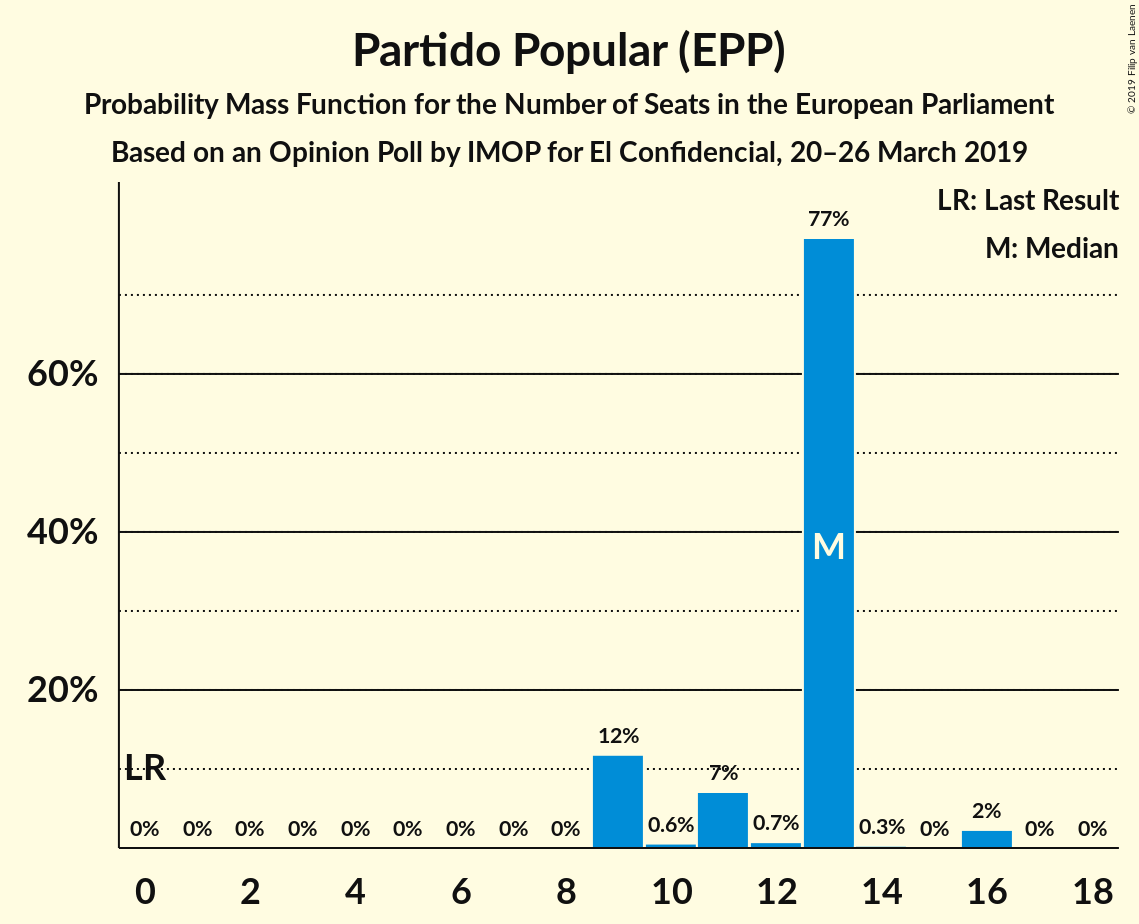 Partido Popular (EPP)
Probability Mass Function for the Number of Seats in the European Parliament
Based on an Opinion Poll by IMOP for El Confidencial, 20–26 March 2019
© 2019 Filip van Laenen
LR: Last Result
M: Median
77%
60%
40%
M
20%
12%
LR
7%
0% 0% 0% 0% 0% 0% 0% 0% 0% 0.6% 0.7% 0.3% 0% 2% 0% 0%
0 2 4 6 8 10 12 14 16 18